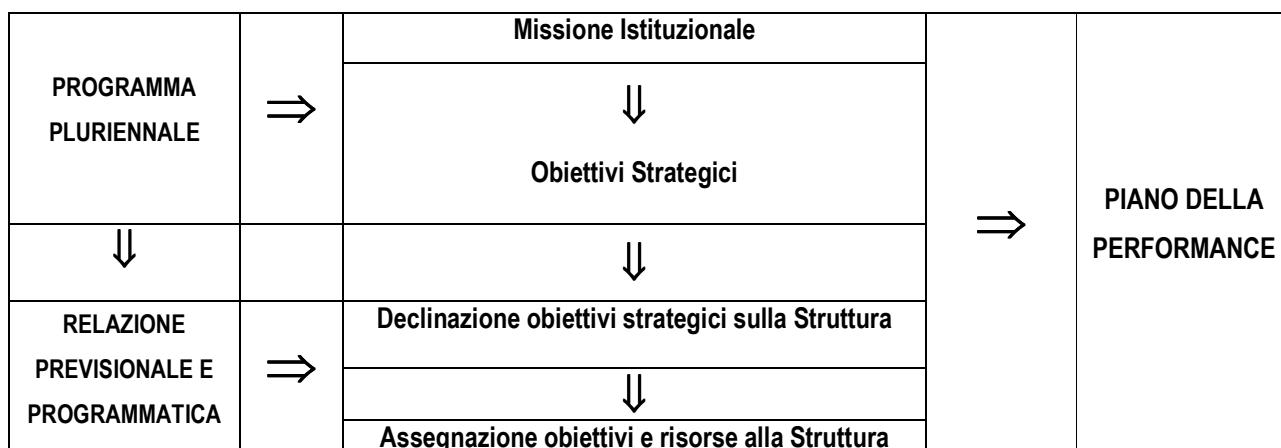 PROGRAMMA
PLURIENNALE
⇒
Missione Istituzionale
⇓
Obiettivi Strategici
⇒
PIANO DELLA
PERFORMANCE
⇓
⇓
RELAZIONE
PREVISIONALE E
PROGRAMMATICA
⇒
Declinazione obiettivi strategici sulla Struttura
⇓
Assegnazione obiettivi e risorse alla Struttura